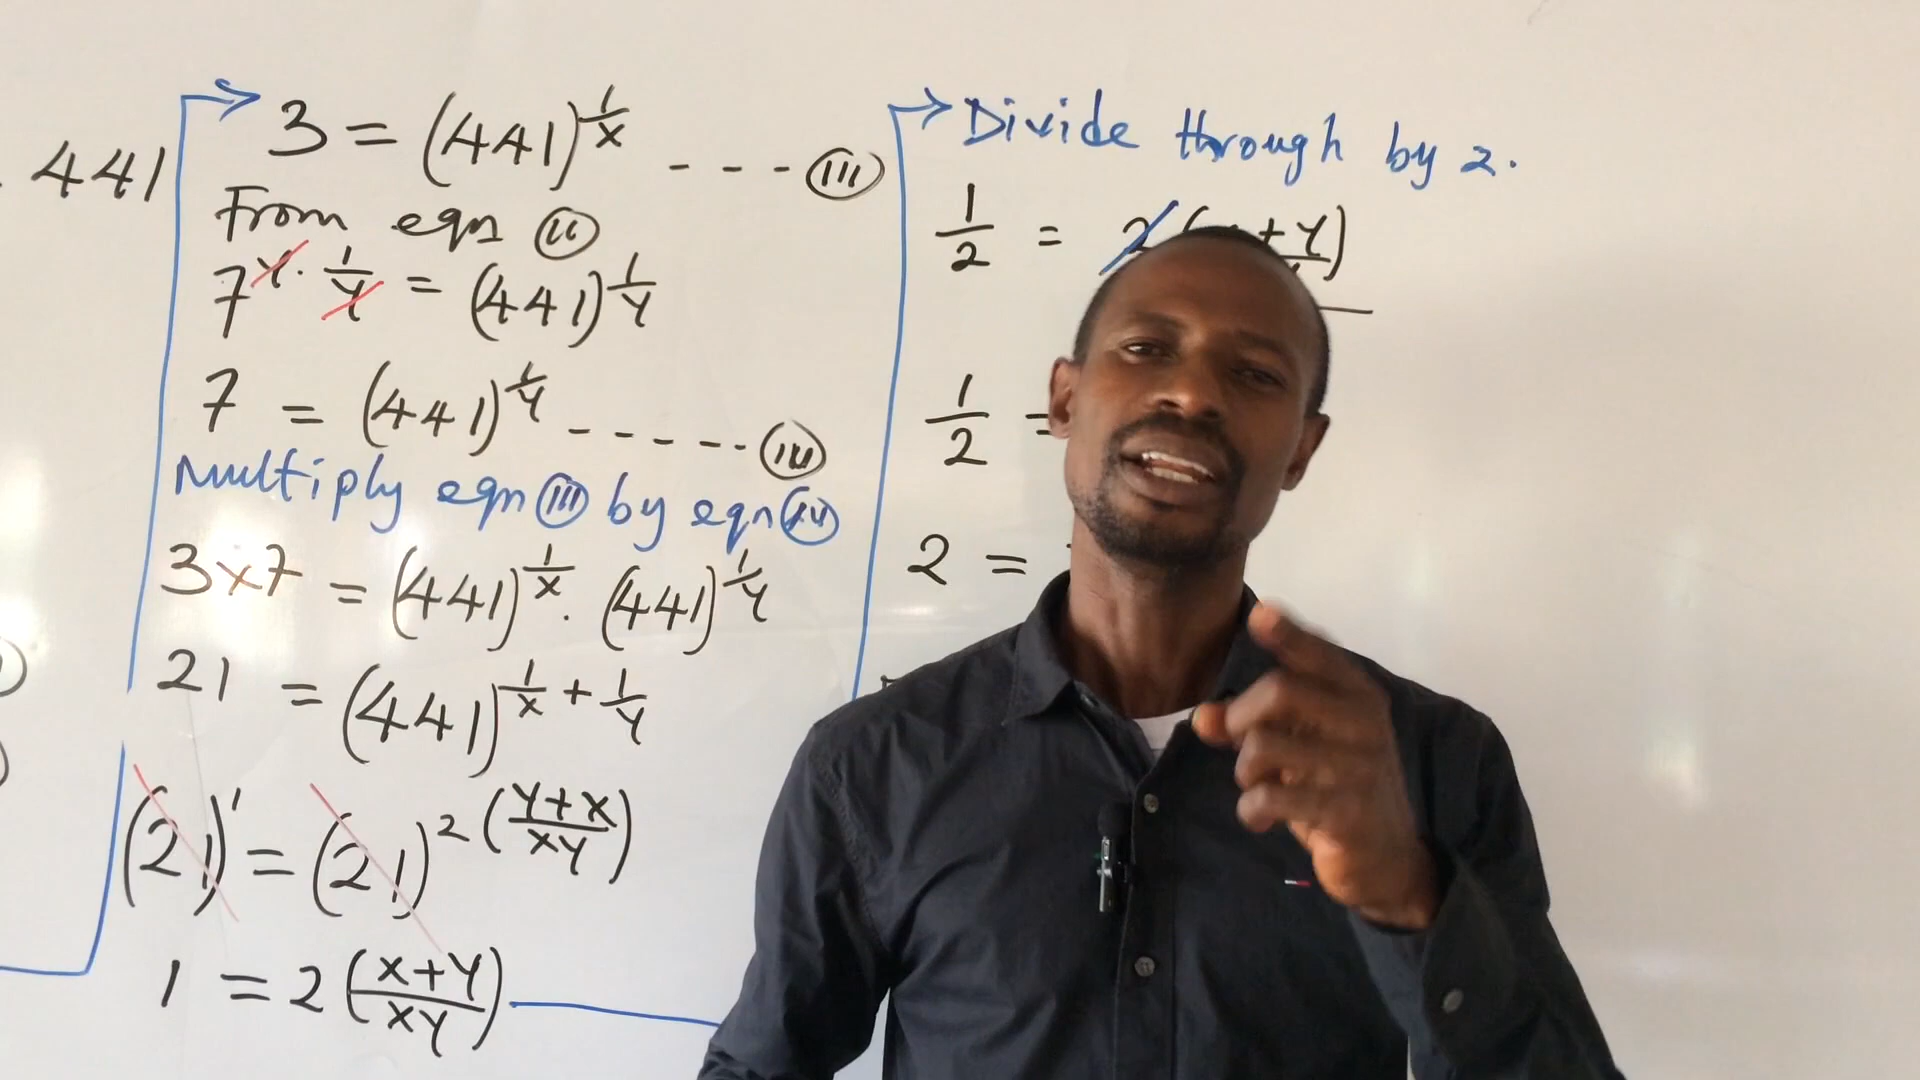 441
3 = (441)^{1/x} - - - (III)
From eqn (ii)
7^{y · 1/y} = (441)^{1/y}
7 = (441)^{1/y} - - - - - (iv)
Multiply eqn (III) by eqn (iv)
3x7 = (441)^{1/x} . (441)^{1/y}
21 = (441)^{1/x + 1/y}
(21)^1 = (21)^{2((y+x)/xy)}
1 = 2((x+y)/xy)
Divide through by 2.
1/2 = 2( +y)
1/2 =
2 =